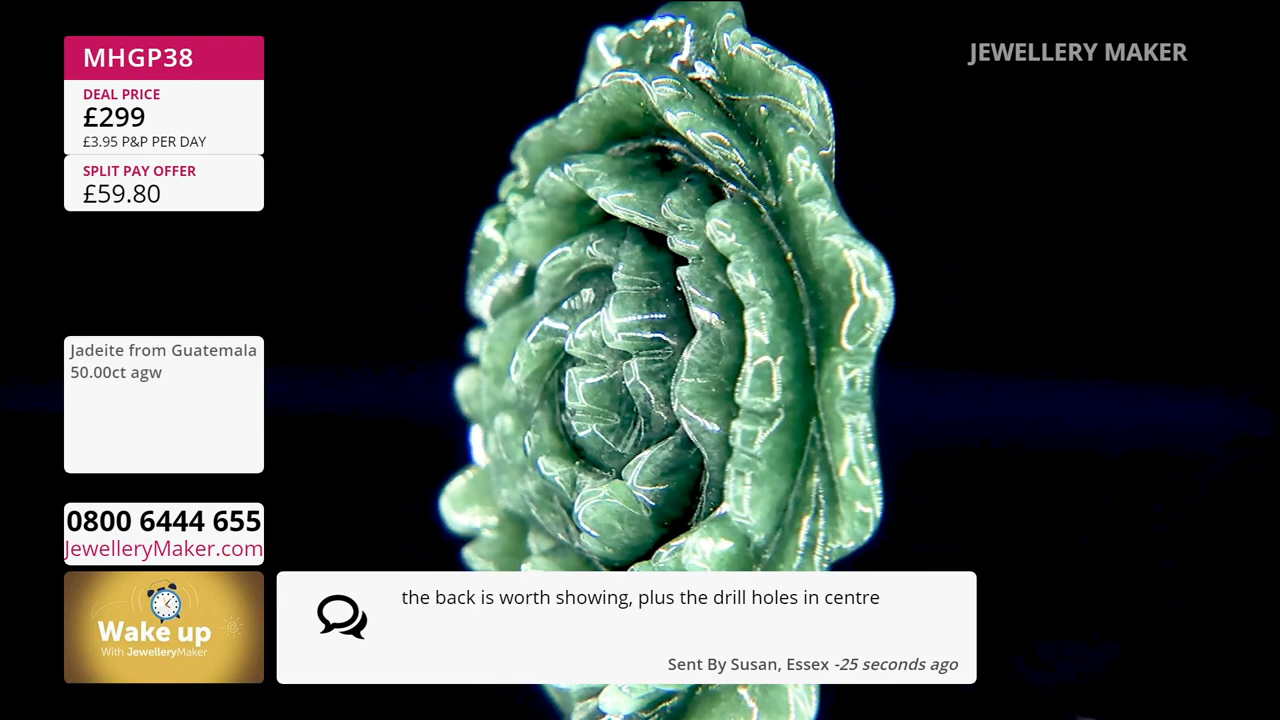 MHGP38
DEAL PRICE
£299
£3.95 P&P PER DAY
SPLIT PAY OFFER
£59.80
JEWELLERY MAKER
Jadeite from Guatemala
50.00ct agw
0800 6444 655
JewelleryMaker.com
Wake up
With JewelleryMaker
the back is worth showing, plus the drill holes in centre
Sent By Susan, Essex -25 seconds ago